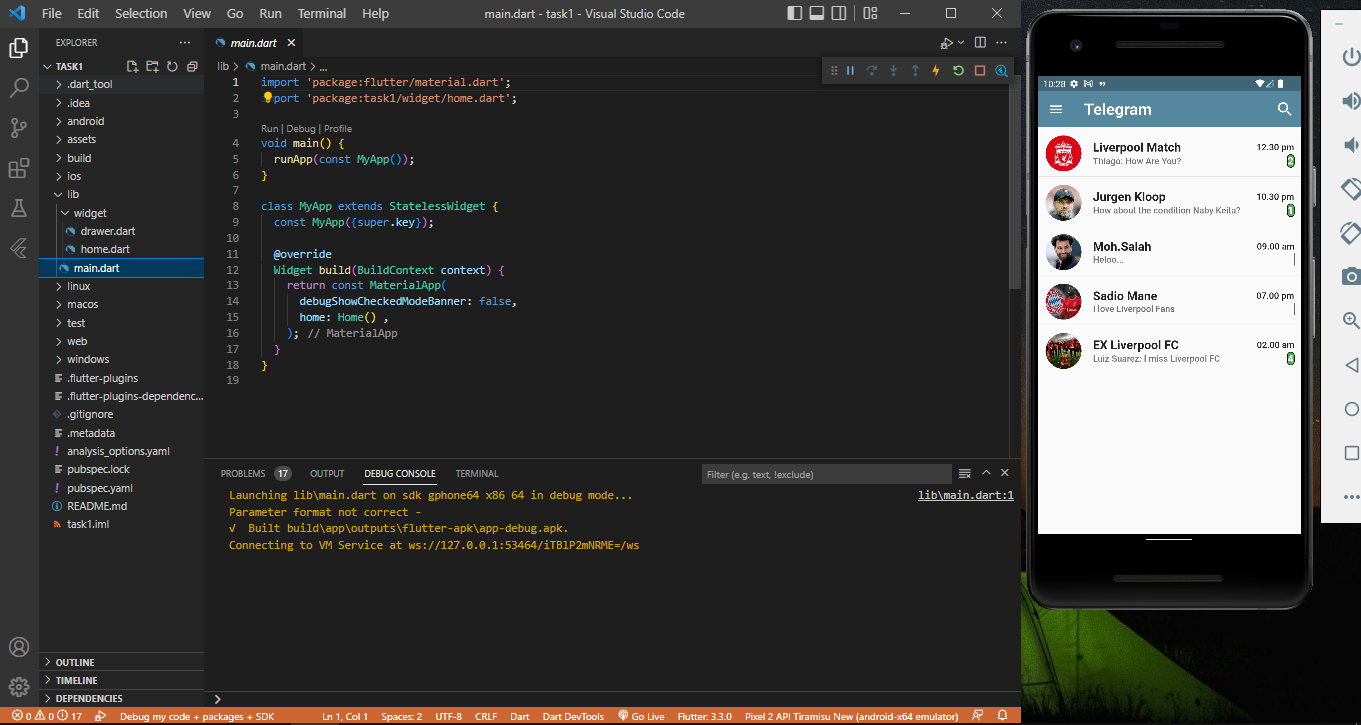 File Edit Selection View Go Run Terminal Help
main.dart - task1 - Visual Studio Code
EXPLORER
TASK1
.dart_tool
.idea
android
assets
build
ios
lib
widget
drawer.dart
home.dart
main.dart
linux
macos
test
web
windows
.flutter-plugins
.flutter-plugins-dependenc...
.gitignore
.metadata
analysis_options.yaml
pubspec.lock
pubspec.yaml
README.md
task1.iml
OUTLINE
TIMELINE
DEPENDENCIES
main.dart
lib > main.dart > ...
1 import 'package:flutter/material.dart';
2 port 'package:task1/widget/home.dart';
3
Run | Debug | Profile
4 void main() {
5 runApp(const MyApp());
6 }
7
8 class MyApp extends StatelessWidget {
9 const MyApp({super.key});
10
11 @override
12 Widget build(BuildContext context) {
13 return const MaterialApp(
14 debugShowCheckedModeBanner: false,
15 home: Home() ,
16 ); // MaterialApp
17 }
18 }
19
PROBLEMS 17 OUTPUT DEBUG CONSOLE TERMINAL
Filter (e.g. text, !exclude)
Launching lib\main.dart on sdk gphone64 x86 64 in debug mode...
lib\main.dart:1
Parameter format not correct -
√ Built build\app\outputs\flutter-apk\app-debug.apk.
Connecting to VM Service at ws://127.0.0.1:53464/iTBlP2mNRME=/ws
0 0 17 Debug my code + packages + SDK
Ln 1, Col 1 Spaces: 2 UTF-8 CRLF Dart Dart DevTools Go Live Flutter: 3.3.0 Pixel 2 API Tiramisu New (android-x64 emulator)
10:28
Telegram
Liverpool Match 12.30 pm
Thiago: How Are You? 2
Jurgen Kloop 10.30 pm
How about the condition Naby Keita? 1
Moh.Salah 09.00 am
Heloo...
Sadio Mane 07.00 pm
I love Liverpool Fans
EX Liverpool FC 02.00 am
Luiz Suarez: I miss Liverpool FC 4